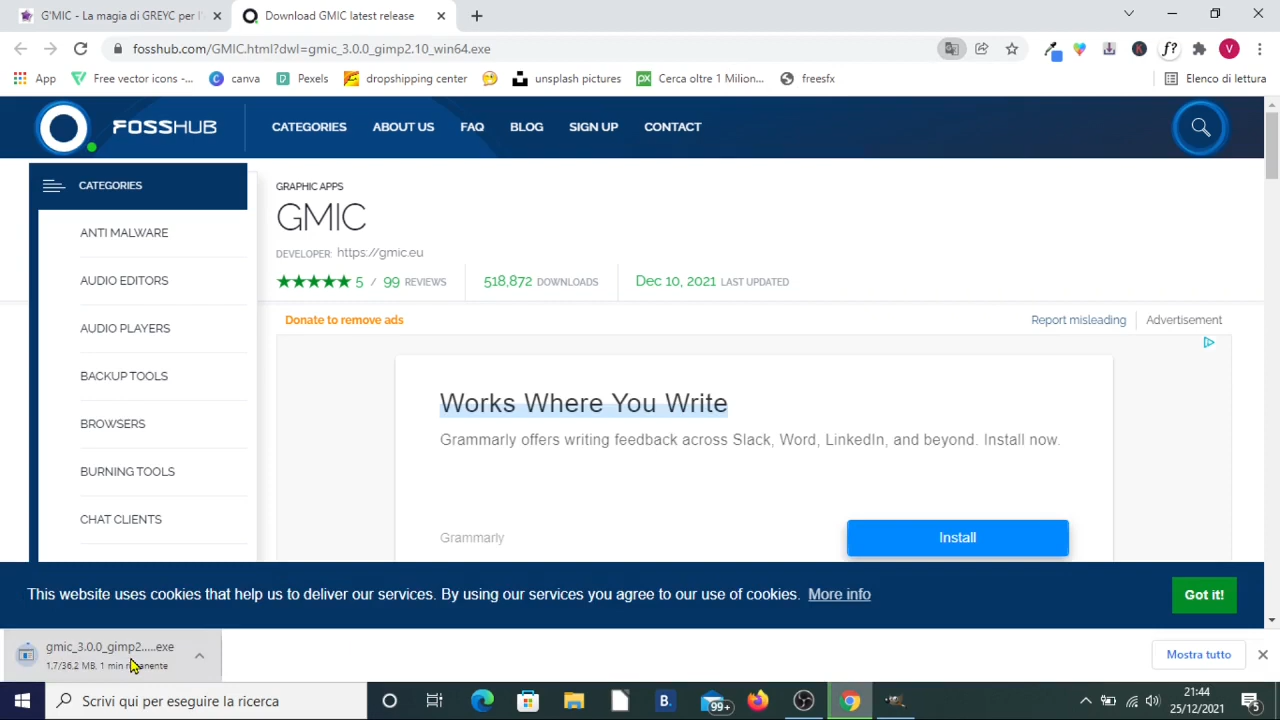 G'MIC - La magia di GREYC per l'
Download GMIC latest release
fosshub.com/GMIC.html?dwl=gmic_3.0.0_gimp2.10_win64.exe
App
Free vector icons -...
canva
Pexels
dropshipping center
unsplash pictures
Cerca oltre 1 Milion...
freesfx
Elenco di lettura
FOSSHUB
CATEGORIES
ABOUT US
FAQ
BLOG
SIGN UP
CONTACT
CATEGORIES
ANTI MALWARE
AUDIO EDITORS
AUDIO PLAYERS
BACKUP TOOLS
BROWSERS
BURNING TOOLS
CHAT CLIENTS
GRAPHIC APPS
GMIC
DEVELOPER: https://gmic.eu
5 / 99 REVIEWS
518,872 DOWNLOADS
Dec 10, 2021 LAST UPDATED
Donate to remove ads
Report misleading
Advertisement
Works Where You Write
Grammarly offers writing feedback across Slack, Word, LinkedIn, and beyond. Install now.
Grammarly
Install
This website uses cookies that help us to deliver our services. By using our services you agree to our use of cookies. More info
Got it!
gmic_3.0.0_gimp2.....exe
1.7/36.2 MB, 1 min
Mostra tutto
Scrivi qui per eseguire la ricerca
99+
21:44
25/12/2021
5